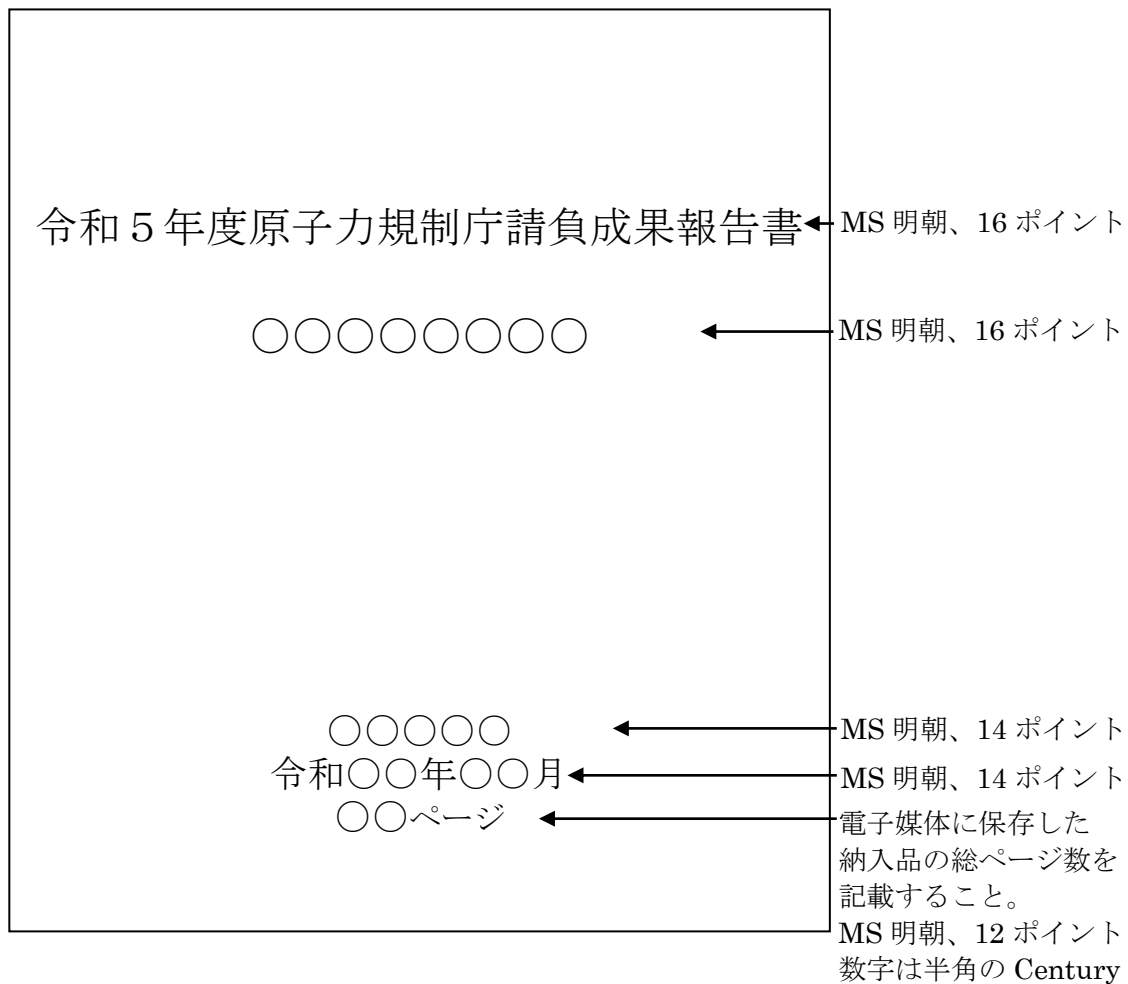 令和５年度原子力規制庁請負成果報告書
MS 明朝、16 ポイント
○○○○○○○○
MS 明朝、16 ポイント
○○○○○
MS 明朝、14 ポイント
令和○○年○○月
MS 明朝、14 ポイント
○○ページ
電子媒体に保存した
納入品の総ページ数を
記載すること。
MS 明朝、12 ポイント
数字は半角の Century